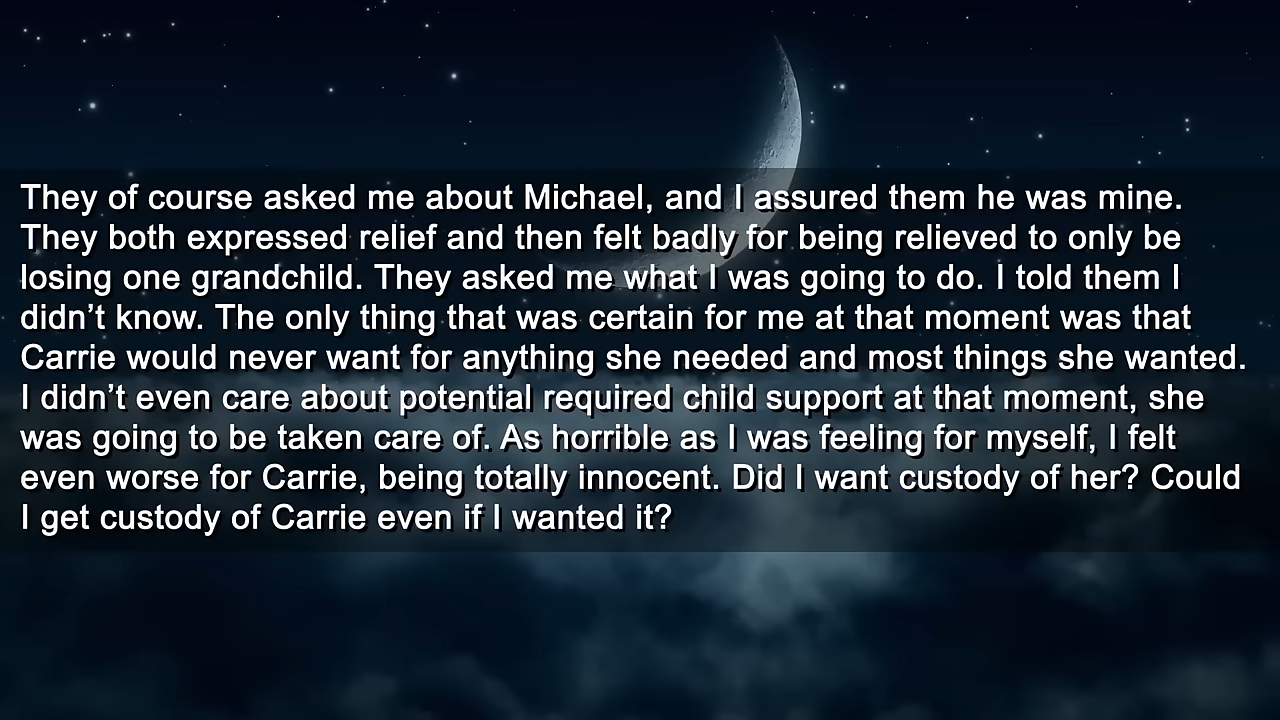 They of course asked me about Michael, and I assured them he was mine.
They both expressed relief and then felt badly for being relieved to only be
losing one grandchild. They asked me what I was going to do. I told them I
didn’t know. The only thing that was certain for me at that moment was that
Carrie would never want for anything she needed and most things she wanted.
I didn’t even care about potential required child support at that moment, she
was going to be taken care of. As horrible as I was feeling for myself, I felt
even worse for Carrie, being totally innocent. Did I want custody of her? Could
I get custody of Carrie even if I wanted it?